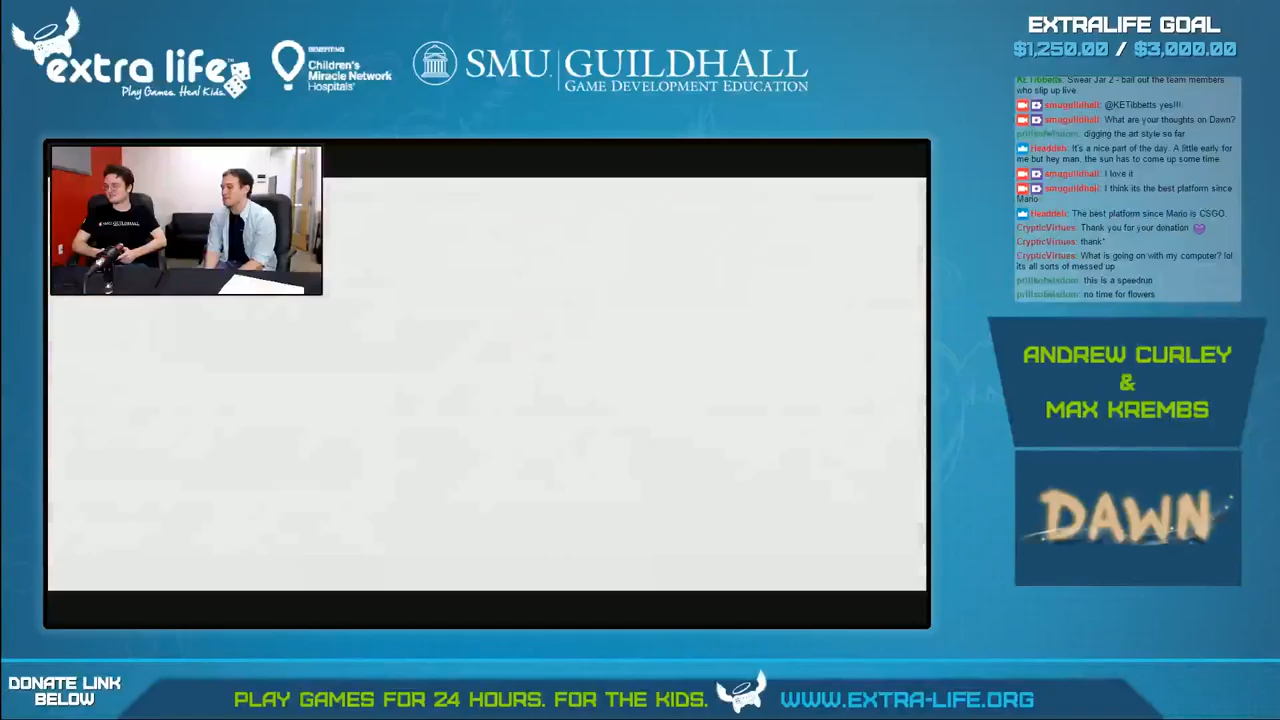 extra life
Play Games. Heal Kids.
BENEFITING
Children's
Miracle Network
Hospitals
SMU GUILDHALL
GAME DEVELOPMENT EDUCATION
EXTRALIFE GOAL
$1,250.00 / $3,000.00
KETibbetts: Swear Jar 2 - bail out the team members
who slip up live.
smuguildhall: @KETibbetts yes!!!
smuguildhall: What are your thoughts on Dawn?
digging the art style so far
Headdeh: It's a nice part of the day. A little early for
me but hey man, the sun has to come up some time.
smuguildhall: I love it
smuguildhall: I think its the best platform since
Mario
Headdeh: The best platform since Mario is CSGO.
CrypticVirtues: Thank you for your donation
CrypticVirtues: thank*
CrypticVirtues: What is going on with my computer? lol
its all sorts of messed up
this is a speedrun
no time for flowers
SMU GUILDHALL
ANDREW CURLEY
&
MAX KREMBS
DAWN
DONATE LINK
BELOW
PLAY GAMES FOR 24 HOURS. FOR THE KIDS.
WWW.EXTRA-LIFE.ORG